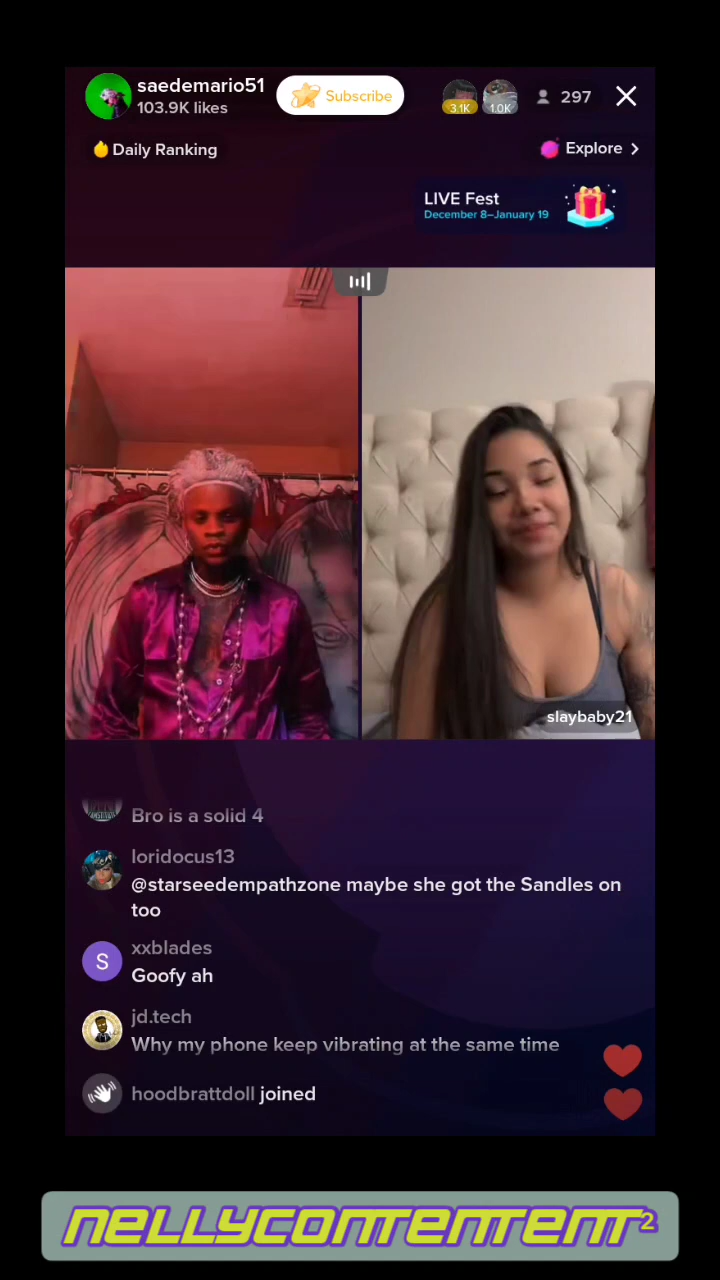 saedemario51
103.9K likes
Subscribe
3.1K
1.0K
297
Daily Ranking
Explore
LIVE Fest
December 8–January 19
slaybaby21
Bro is a solid 4
loridocus13
@starseedempathzone maybe she got the Sandles on
too
xxblades
S
Goofy ah
jd.tech
Why my phone keep vibrating at the same time
hoodbrattdoll joined
NELLYCONTENTENT²